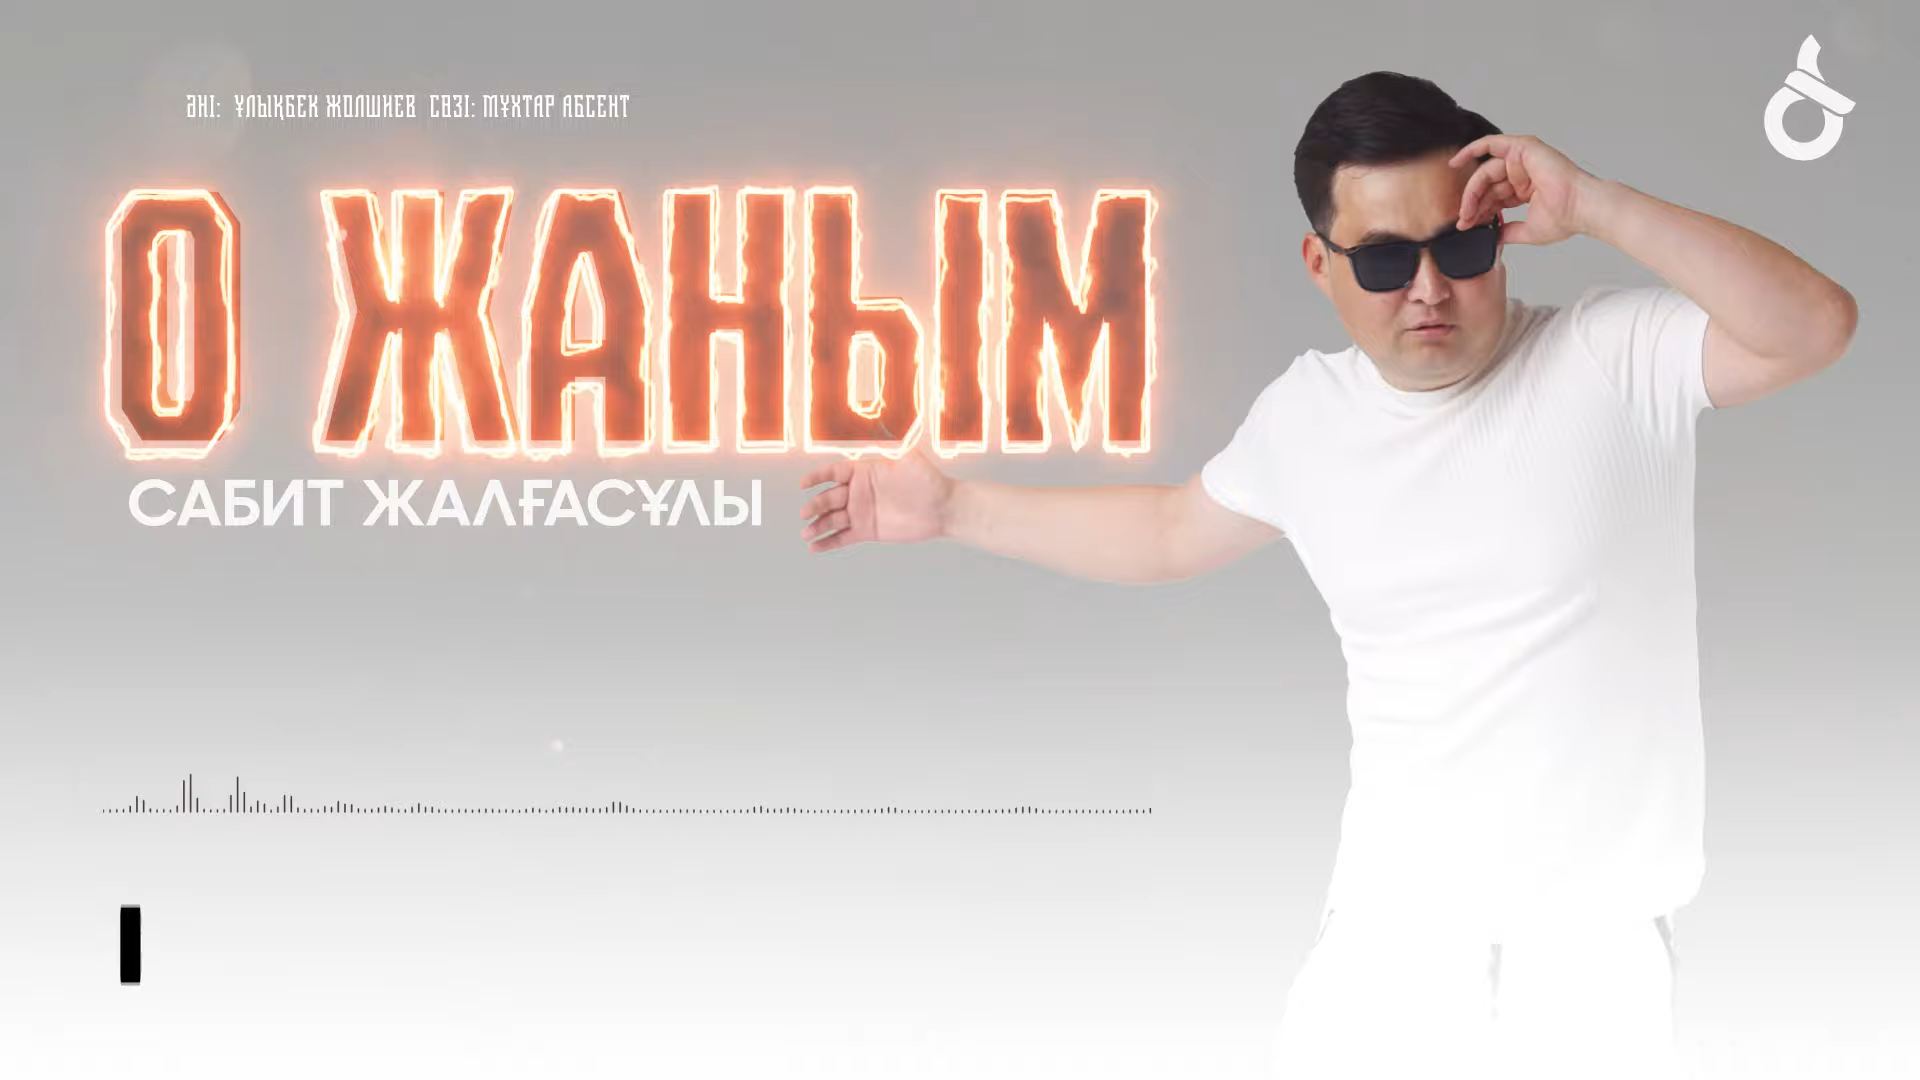 ӘНІ: ҰЛЫҚБЕК ЖОЛШИЕВ СӨЗІ: МҰХТАР АБСЕНТ
О ЖАНЫМ
САБИТ ЖАЛҒАСҰЛЫ